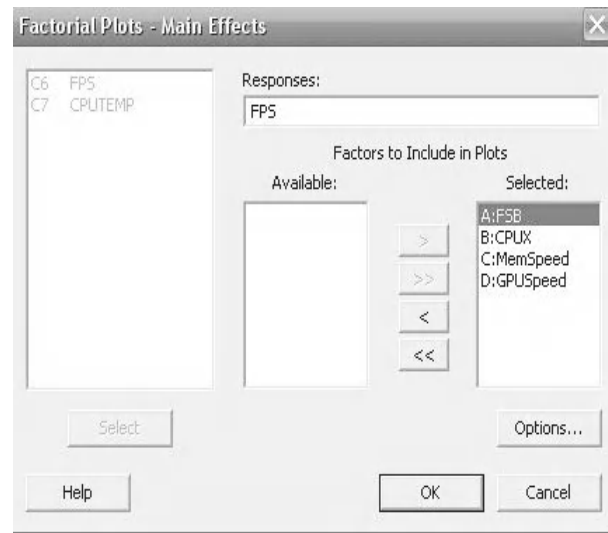 Factorial Plots - Main Effects
C6 FPS
C7 CPUTEMP
Responses:
FPS
Factors to Include in Plots
Available:
Selected:
A:FSB
B:CPUX
C:MemSpeed
D:GPUSpeed
>
>>
<
<<
Select
Options...
Help
OK
Cancel